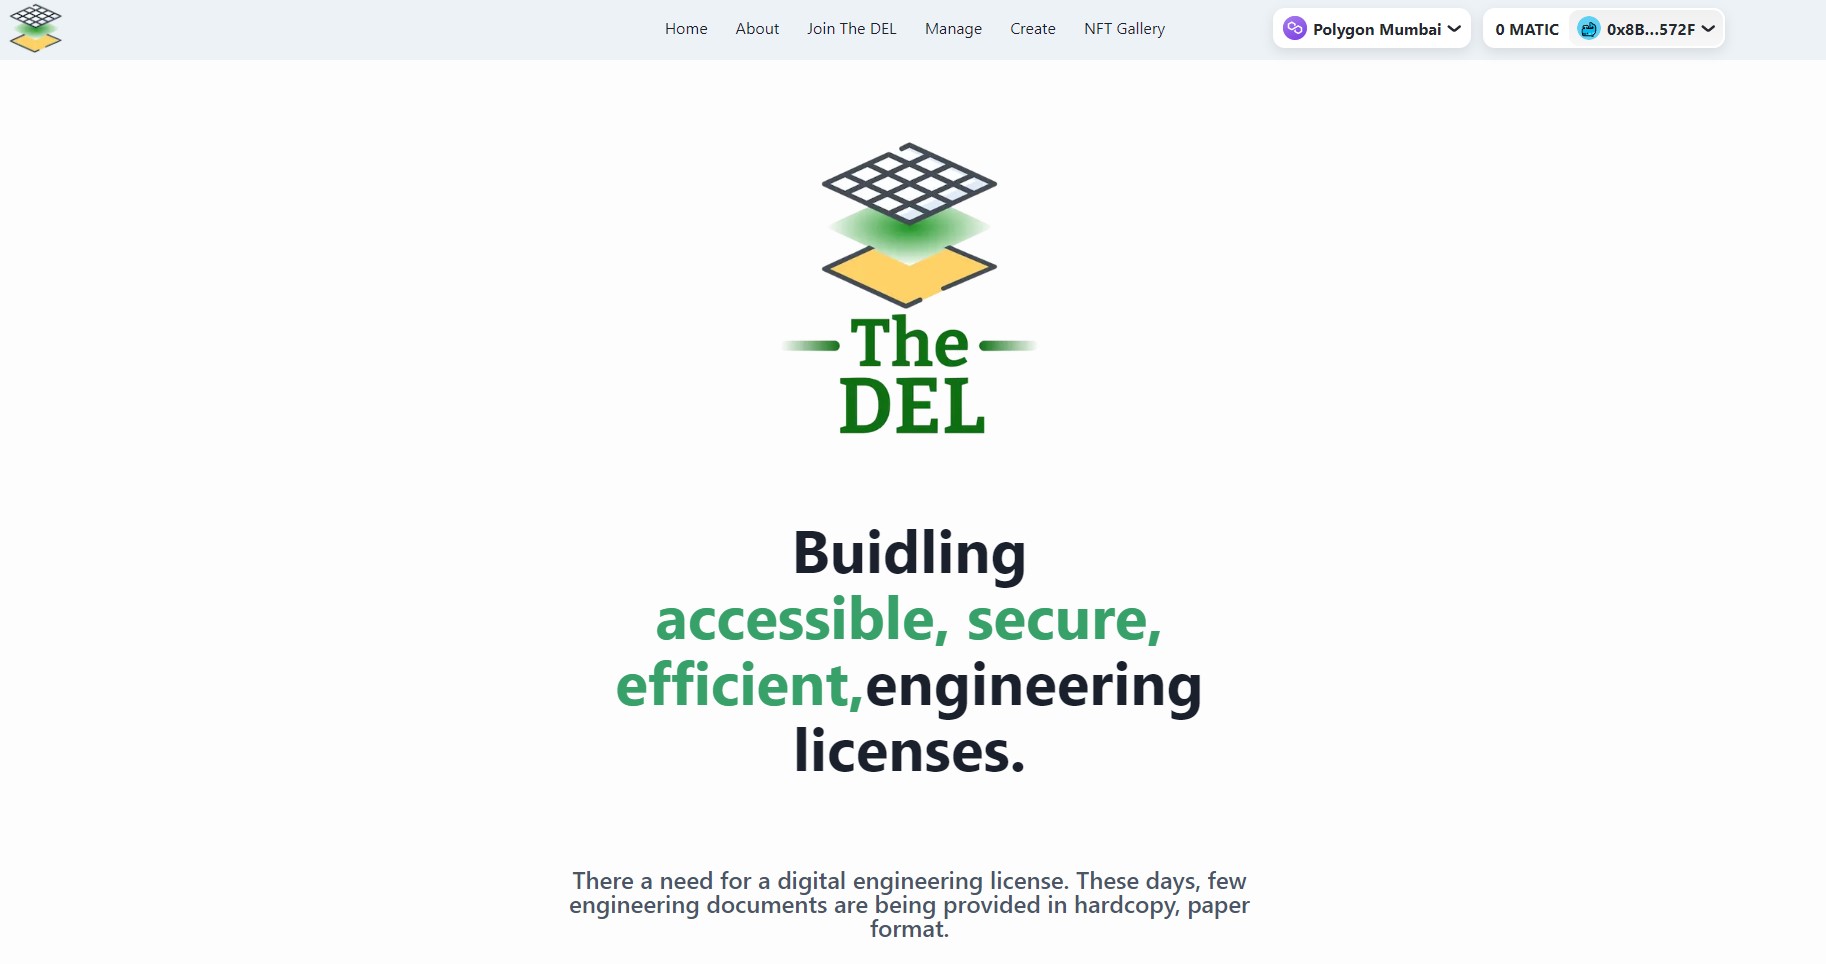 Home About Join The DEL Manage Create NFT Gallery Polygon Mumbai 0 MATIC 0x8B...572F
The
DEL
Buidling
accessible, secure,
efficient,engineering
licenses.
There a need for a digital engineering license. These days, few
engineering documents are being provided in hardcopy, paper
format.